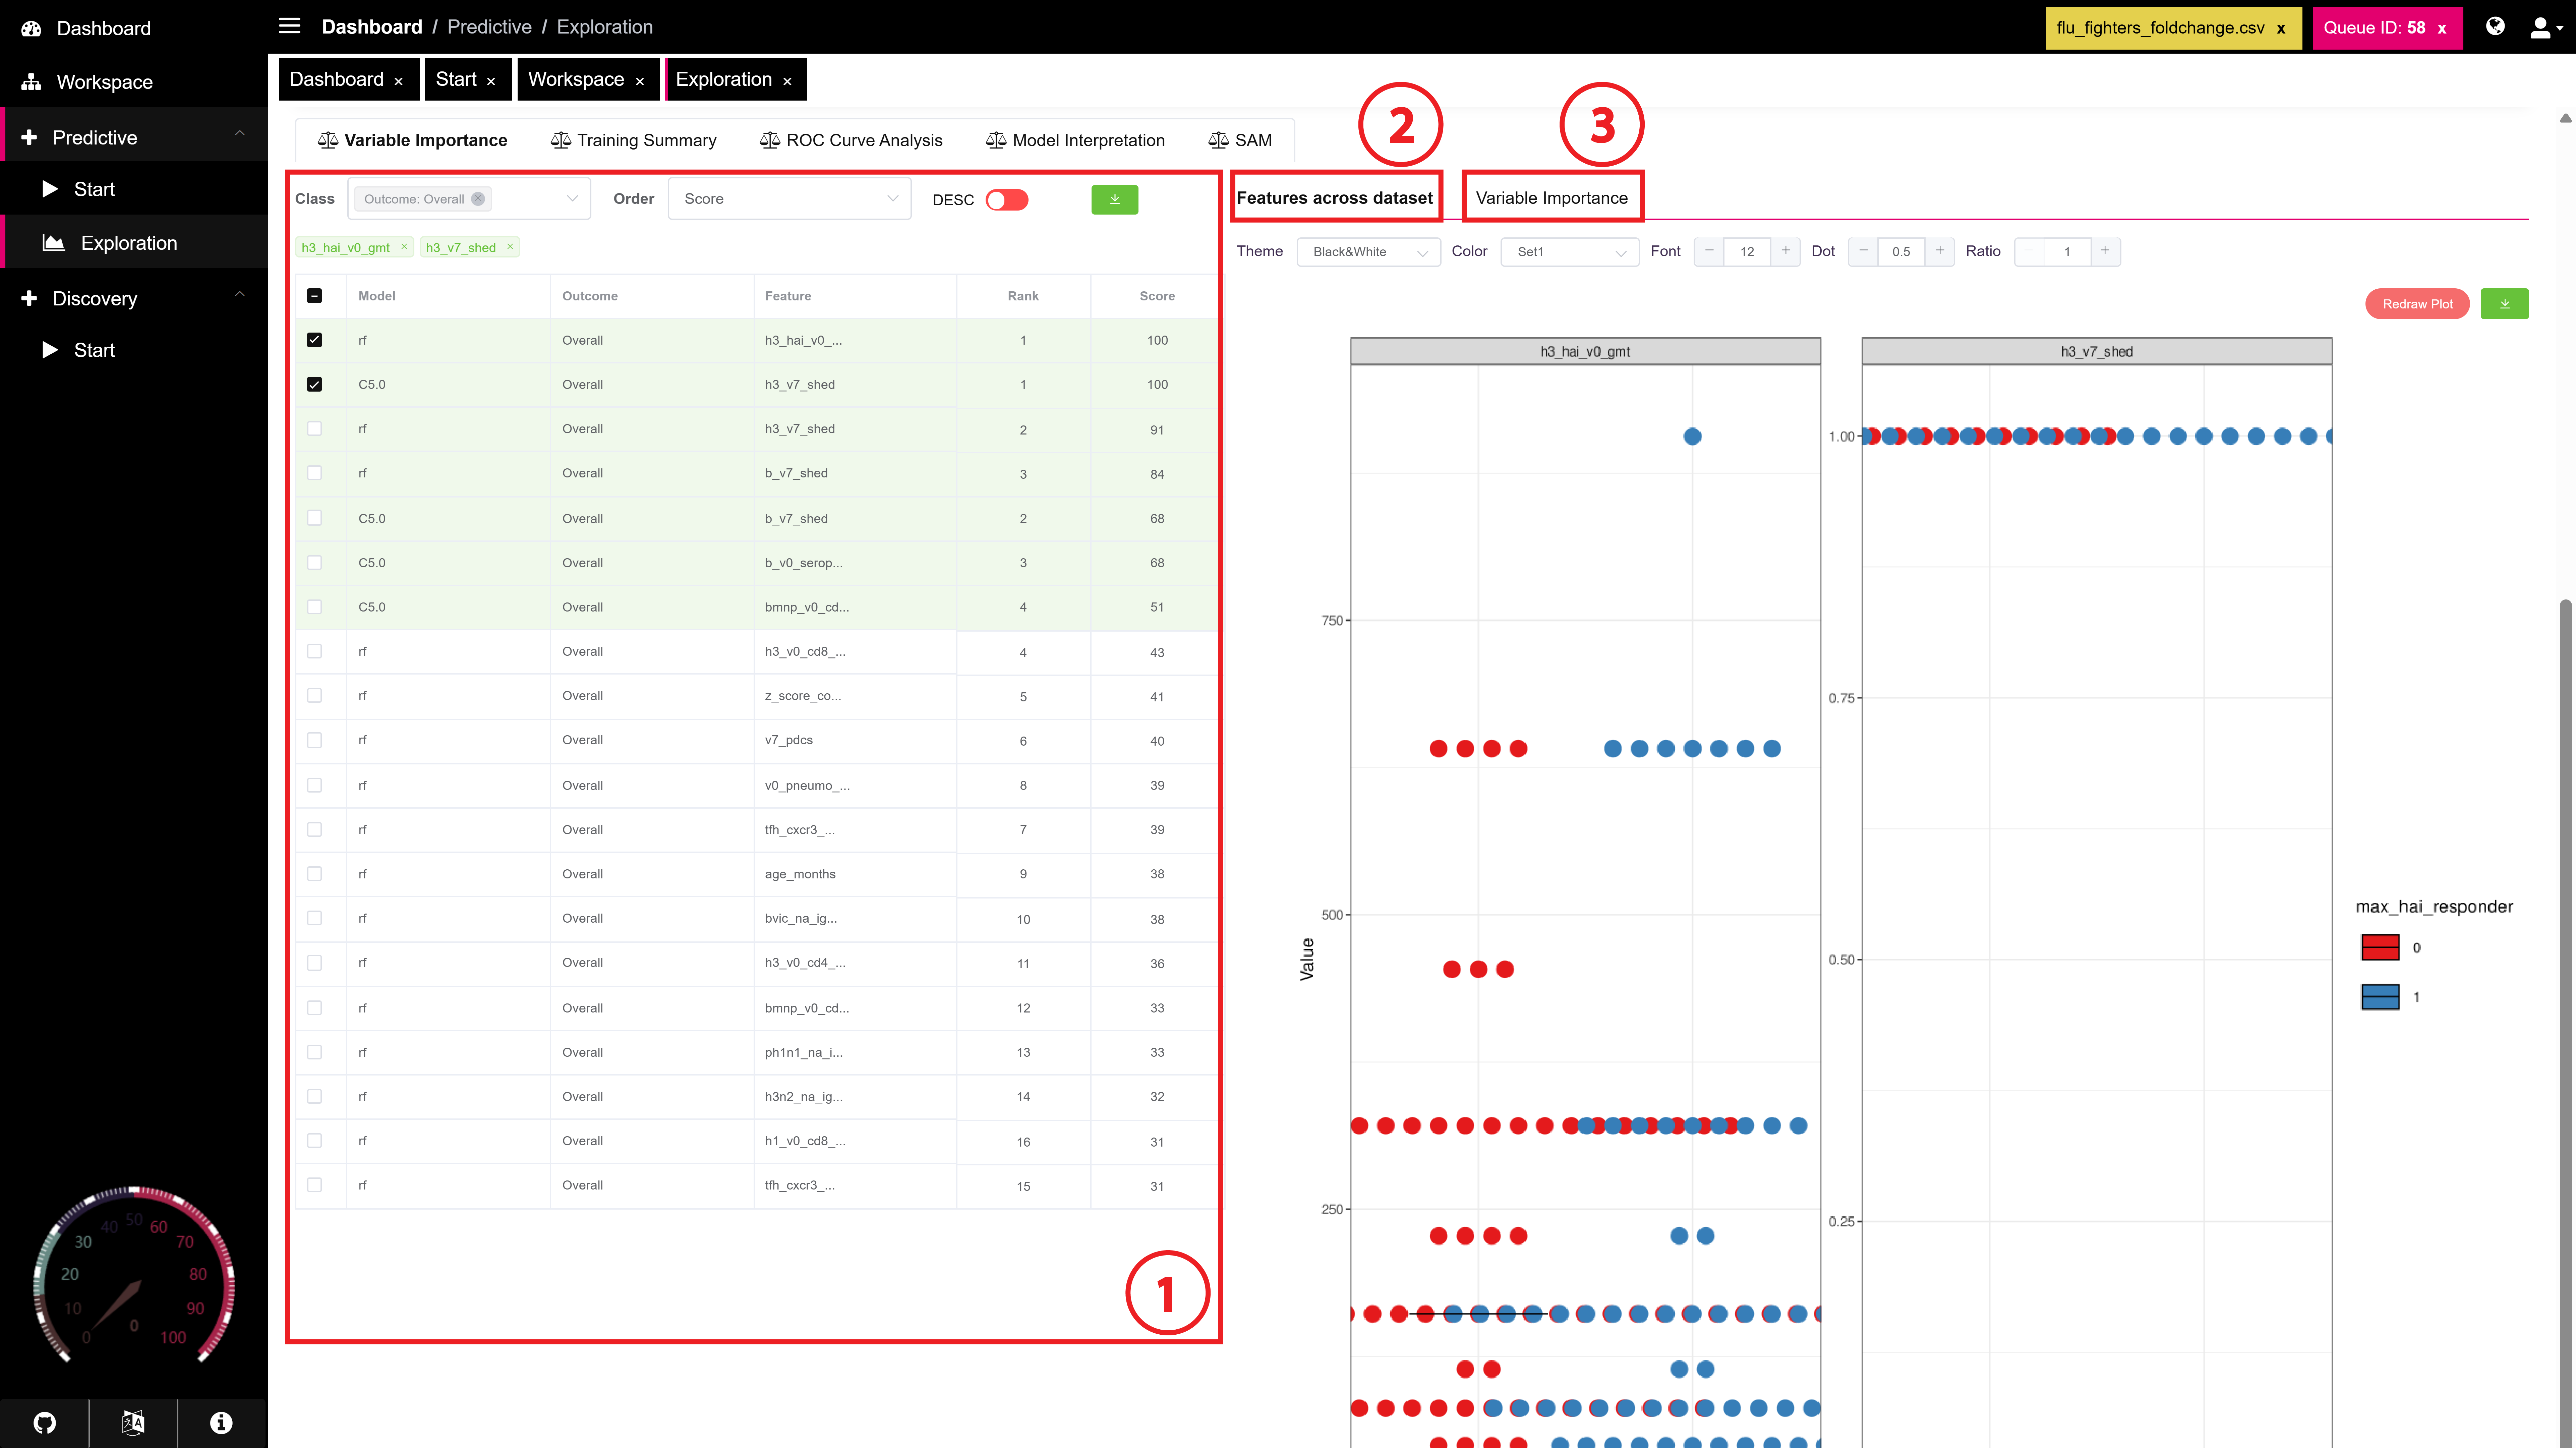 Dashboard
Workspace
Predictive
Start
Exploration
Discovery
Start
0 10 20 30 40 50 60 70 80 90 100
0
Dashboard / Predictive / Exploration
flu_fighters_foldchange.csv x
Queue ID: 58 x
Dashboard × Start × Workspace × Exploration ×
Variable Importance Training Summary ROC Curve Analysis Model Interpretation SAM
2
3
Class Outcome: Overall Order Score DESC
h3_hai_v0_gmt × h3_v7_shed ×
Model Outcome Feature Rank Score
rf Overall h3_hai_v0_... 1 100
C5.0 Overall h3_v7_shed 1 100
rf Overall h3_v7_shed 2 91
rf Overall b_v7_shed 3 84
C5.0 Overall b_v7_shed 2 68
C5.0 Overall b_v0_serop... 3 68
C5.0 Overall bmnp_v0_cd... 4 51
rf Overall h3_v0_cd8_... 4 43
rf Overall z_score_co... 5 41
rf Overall v7_pdcs 6 40
rf Overall v0_pneumo_... 8 39
rf Overall tfh_cxcr3_... 7 39
rf Overall age_months 9 38
rf Overall bvic_na_ig... 10 38
rf Overall h3_v0_cd4_... 11 36
rf Overall bmnp_v0_cd... 12 33
rf Overall ph1n1_na_i... 13 33
rf Overall h3n2_na_ig... 14 32
rf Overall h1_v0_cd8_... 16 31
rf Overall tfh_cxcr3_... 15 31
1
Features across dataset Variable Importance
Theme Black&White Color Set1 Font − 12 + Dot − 0.5 + Ratio − 1 +
Redraw Plot
h3_hai_v0_gmt h3_v7_shed
Value
750
500
250
1.00
0.75
0.50
0.25
max_hai_responder
0
1